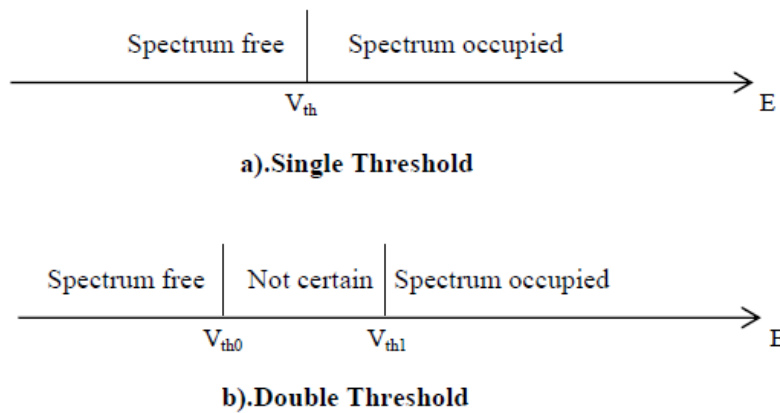 Spectrum free Spectrum occupied
Vth E
a).Single Threshold
Spectrum free Not certain Spectrum occupied
Vth0 Vth1 E
b).Double Threshold